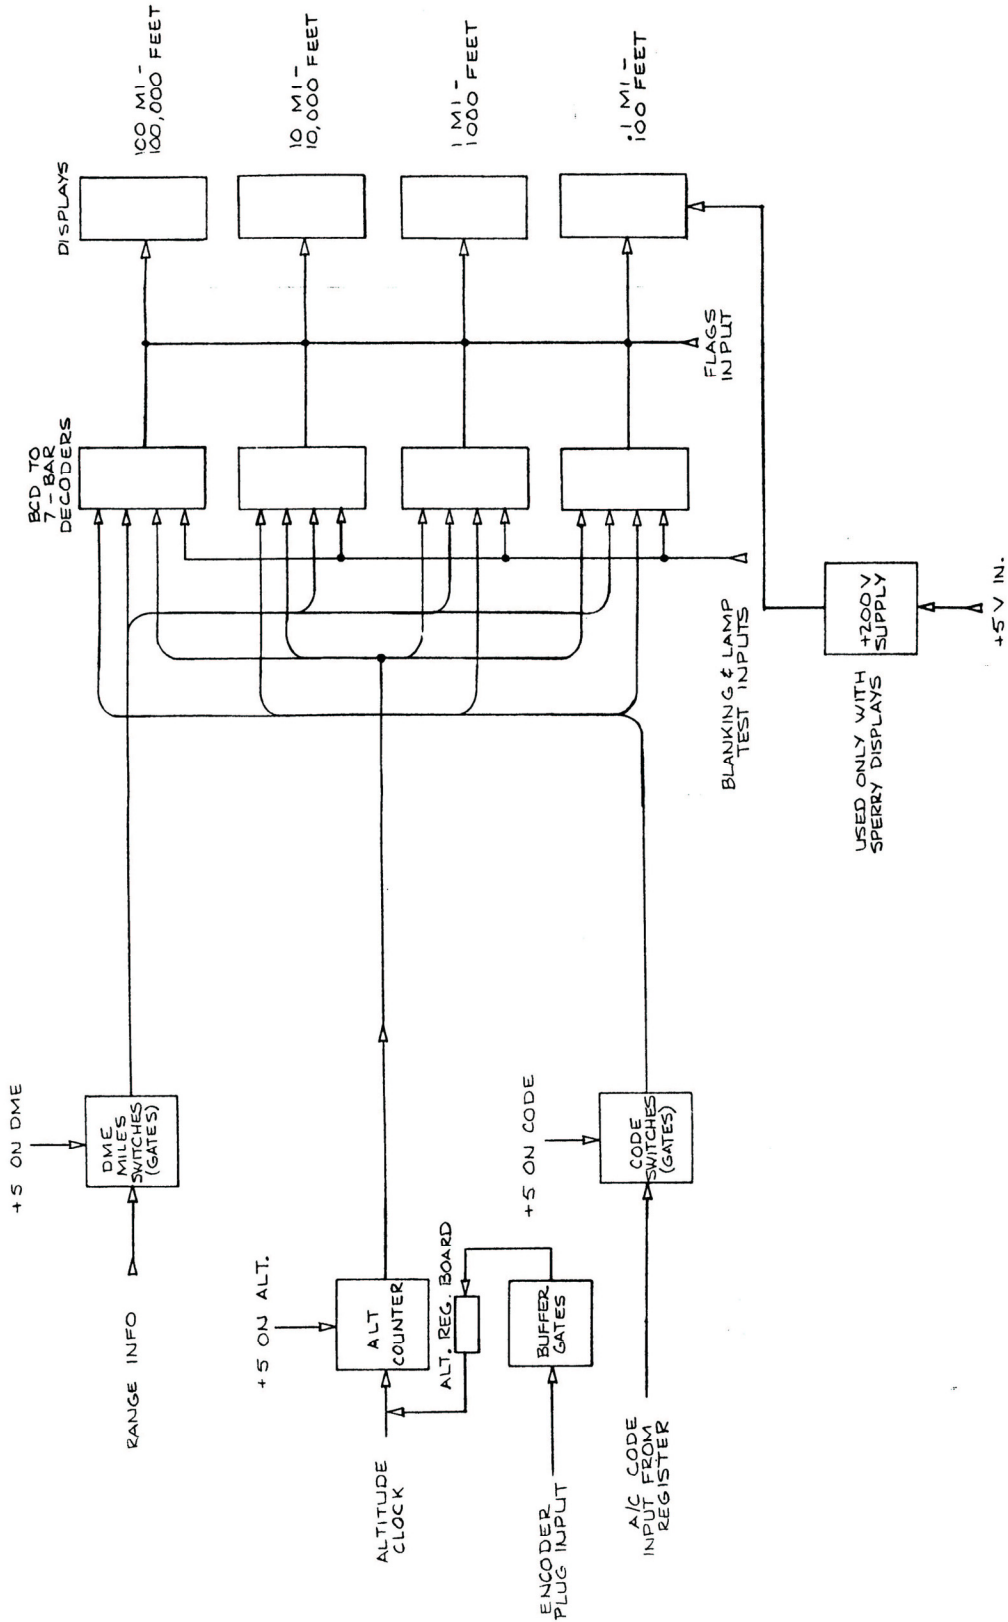 DISPLAYS
100 MI -
100,000 FEET
10 MI -
10,000 FEET
1 MI -
1000 FEET
.1 MI -
100 FEET
BCD TO
7 - BAR
DECODERS
FLAGS
INPUT
BLANKING & LAMP
TEST INPUTS
+200V
SUPPLY
+5 V IN.
USED ONLY WITH
SPERRY DISPLAYS
+5 ON DME
DME
MILES
SWITCHES
(GATES)
RANGE INFO
+5 ON ALT.
ALT
COUNTER
ALT. REG. BOARD
ALTITUDE
CLOCK
BUFFER
GATES
ENCODER
PLUG INPUT
+5 ON CODE
CODE
SWITCHES
(GATES)
A/C CODE
INPUT FROM
REGISTER